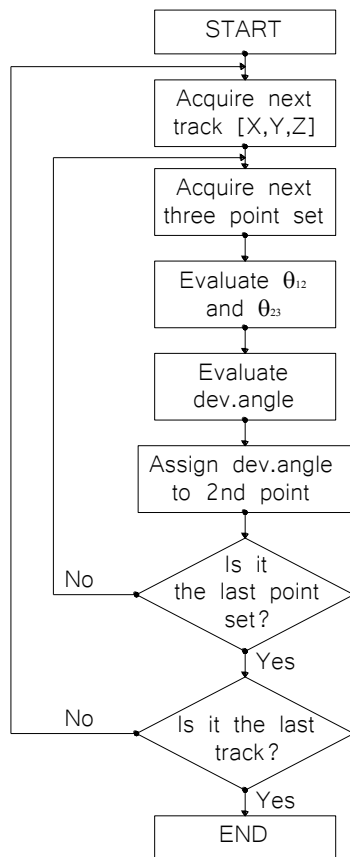 START
Acquire next
track [X,Y,Z]
Acquire next
three point set
Evaluate θ₁₂
and θ₂₃
Evaluate
dev.angle
Assign dev.angle
to 2nd point
Is it
the last point
set?
No
Yes
Is it the last
track?
No
Yes
END